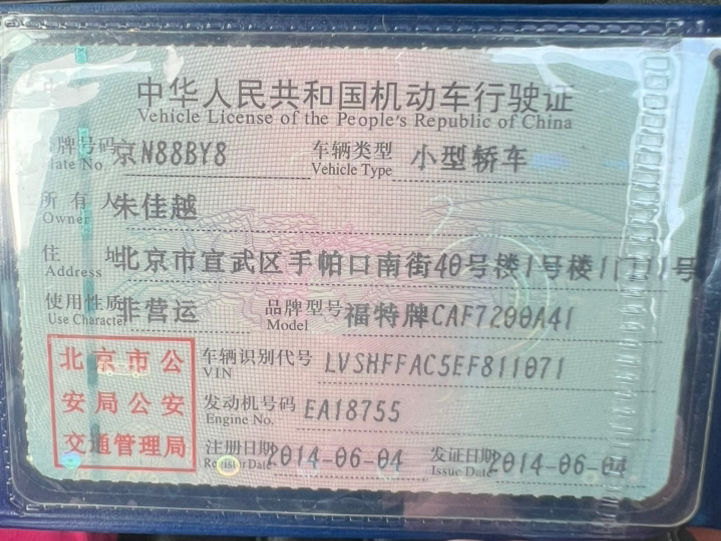 中华人民共和国机动车行驶证
Vehicle License of the People's Republic of China
牌号码 京N88BY8 车辆类型 小型轿车
Plate No. Vehicle Type
所有人 朱佳越
Owner
住址 北京市宣武区手帕口南街40号楼1号楼1门
Address
使用性质 非营运 品牌型号 福特牌CAF7200A41
Use Character Model
北京市公 车辆识别代号 LVSHFFAC5EF811071
VIN
安局公安 发动机号码 EA18755
Engine No.
交通管理局 注册日期 2014-06-04 发证日期 2014-06-04
Register Date Issue Date